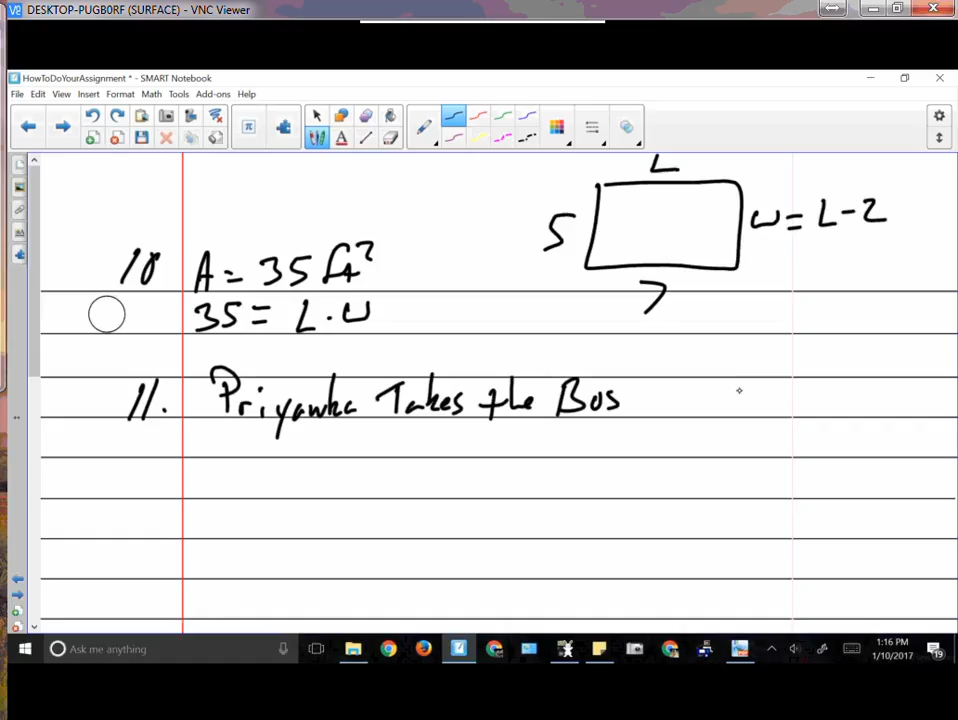 DESKTOP-PUGB0RF (SURFACE) - VNC Viewer
HowToDoYourAssignment * - SMART Notebook
File Edit View Insert Format Math Tools Add-ons Help
L
5 W = L-2
7
10 A = 35 ft²
35 = L . W
11. Priyanka Takes the Bus
Ask me anything
1:16 PM
1/10/2017
19